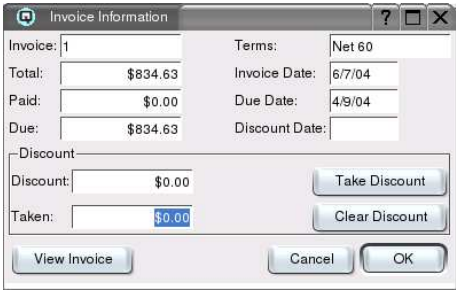 Invoice Information ?
Invoice: 1 Terms: Net 60
Total: $834.63 Invoice Date: 6/7/04
Paid: $0.00 Due Date: 4/9/04
Due: $834.63 Discount Date:
Discount
Discount: $0.00 Take Discount
Taken: $0.00 Clear Discount
View Invoice Cancel OK